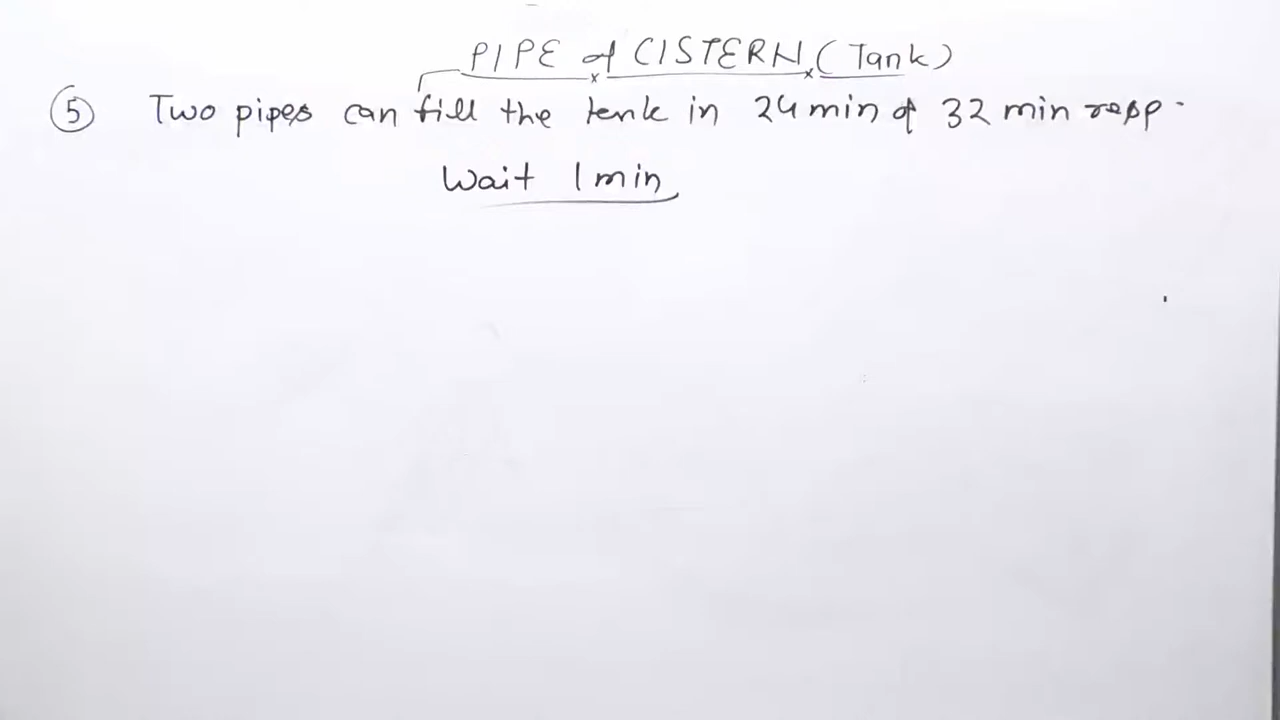 PIPE & CISTERN (Tank)
⑤ Two pipes can fill the tank in 24 min & 32 min resp.
Wait 1 min